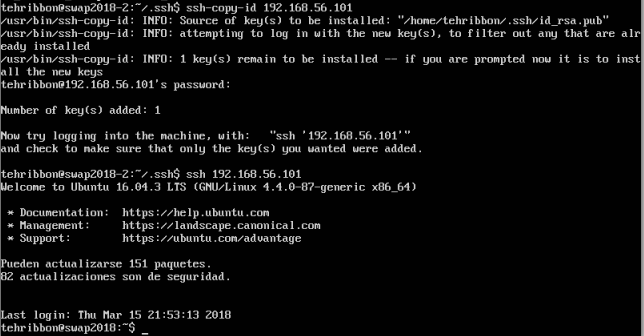 tehribbon@swap2018-2:~/.ssh$ ssh-copy-id 192.168.56.101
/usr/bin/ssh-copy-id: INFO: Source of key(s) to be installed: "/home/tehribbon/.ssh/id_rsa.pub"
/usr/bin/ssh-copy-id: INFO: attempting to log in with the new key(s), to filter out any that are alr
eady installed
/usr/bin/ssh-copy-id: INFO: 1 key(s) remain to be installed -- if you are prompted now it is to inst
all the new keys
tehribbon@192.168.56.101's password:
Number of key(s) added: 1
Now try logging into the machine, with:   "ssh '192.168.56.101'"
and check to make sure that only the key(s) you wanted were added.
tehribbon@swap2018-2:~/.ssh$ ssh 192.168.56.101
Welcome to Ubuntu 16.04.3 LTS (GNU/Linux 4.4.0-87-generic x86_64)
* Documentation:  https://help.ubuntu.com
* Management:     https://landscape.canonical.com
* Support:        https://ubuntu.com/advantage
Pueden actualizarse 151 paquetes.
82 actualizaciones son de seguridad.
Last login: Thu Mar 15 21:53:13 2018
tehribbon@swap2018:~$ _